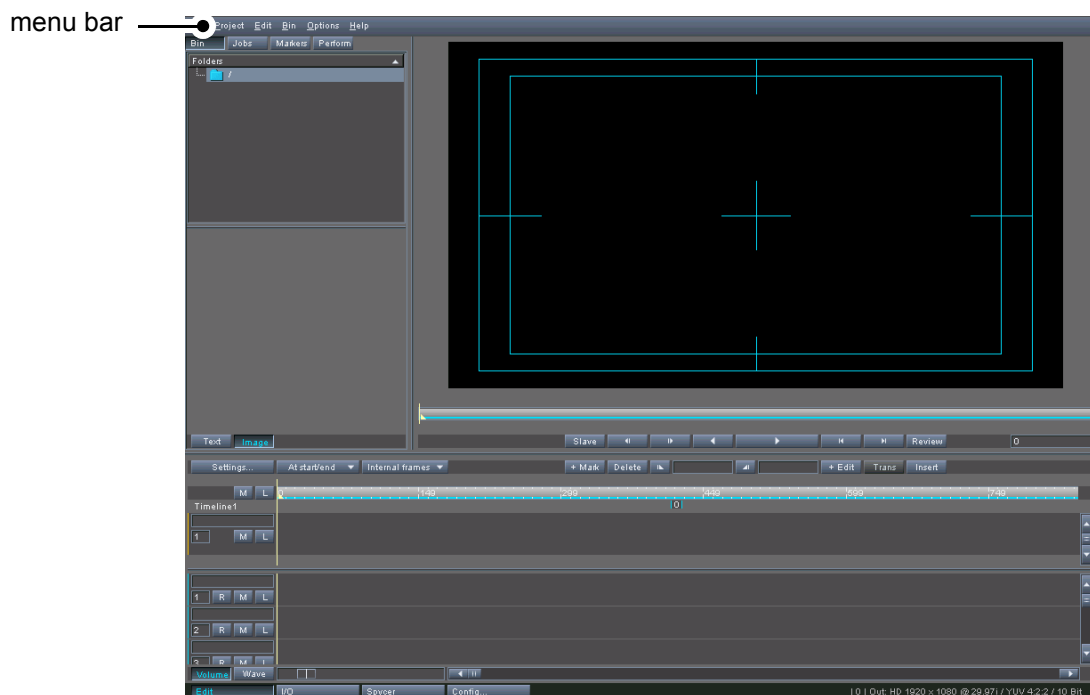 menu bar
Project Edit Bin Options Help
Bin Jobs Markers Perform
Folders
/
Text Image
Slave Review 0
Settings... At start/end Internal frames + Mark Delete + Edit Trans Insert
M L 0 149 299 449 599 749
Timeline1 0
1 M L
1 R M L
2 R M L
3 R M L
Volume Wave
Edit I/O Spycer Config... | 0 | Out: HD 1920 x 1080 @ 29.97i / YUV 4:2:2 / 10 Bit